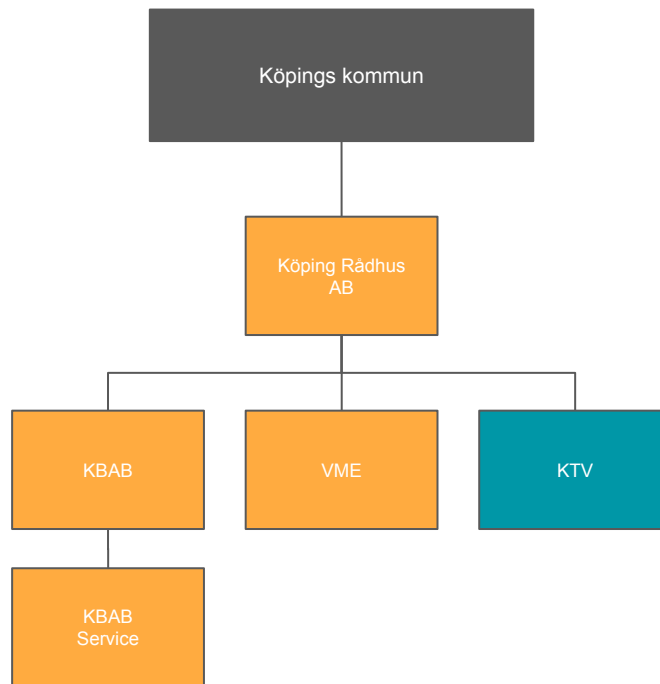 Köpings kommun
Köping Rådhus
AB
KBAB
VME
KTV
KBAB
Service